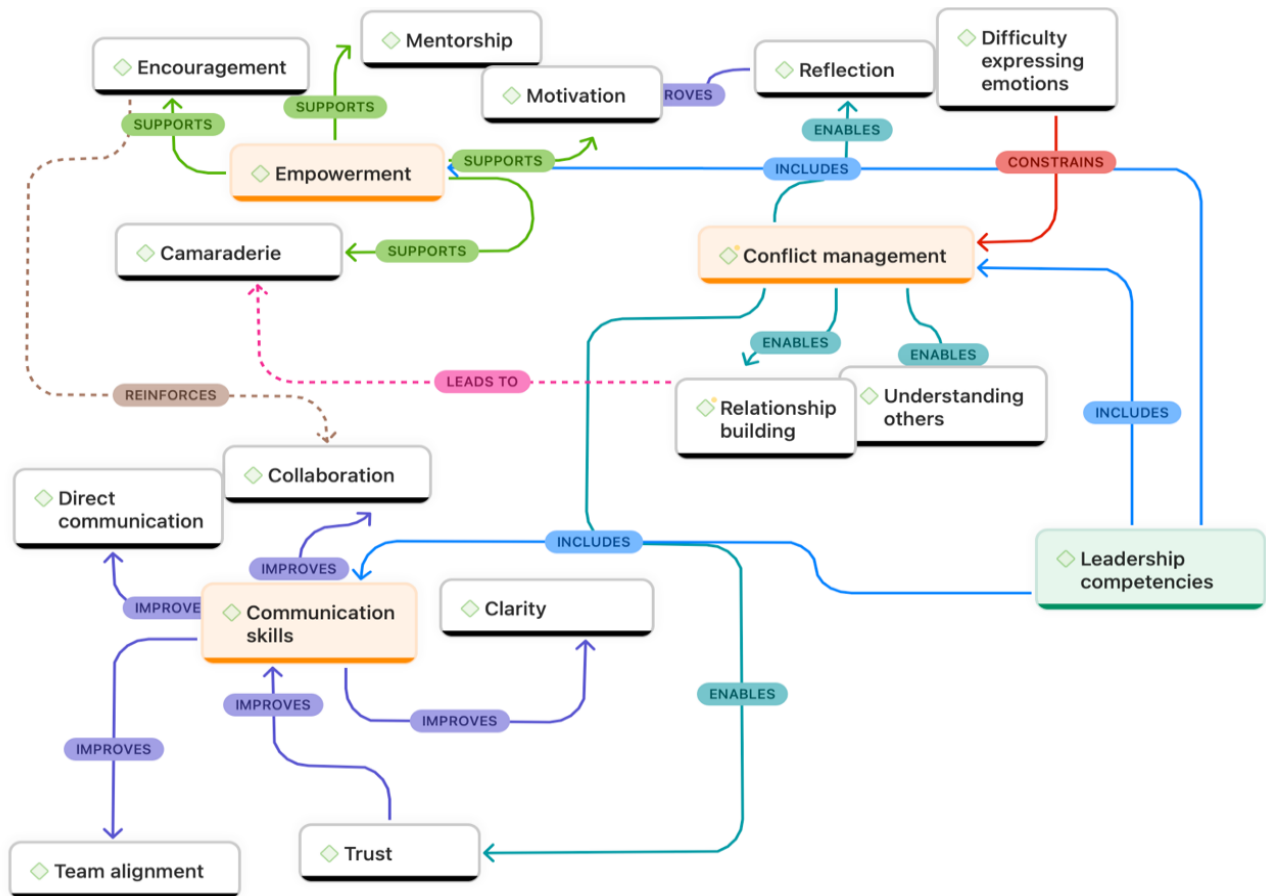 Mentorship
Difficulty
expressing
emotions
Encouragement
Reflection
Motivation
ROVES
SUPPORTS
SUPPORTS
ENABLES
SUPPORTS
INCLUDES
CONSTRAINS
Empowerment
Camaraderie
SUPPORTS
Conflict management
ENABLES
ENABLES
LEADS TO
REINFORCES
Relationship
building
Understanding
others
INCLUDES
Collaboration
Direct
communication
INCLUDES
IMPROVES
Leadership
competencies
IMPROVE
Communication
skills
Clarity
IMPROVES
IMPROVES
ENABLES
IMPROVES
Trust
Team alignment